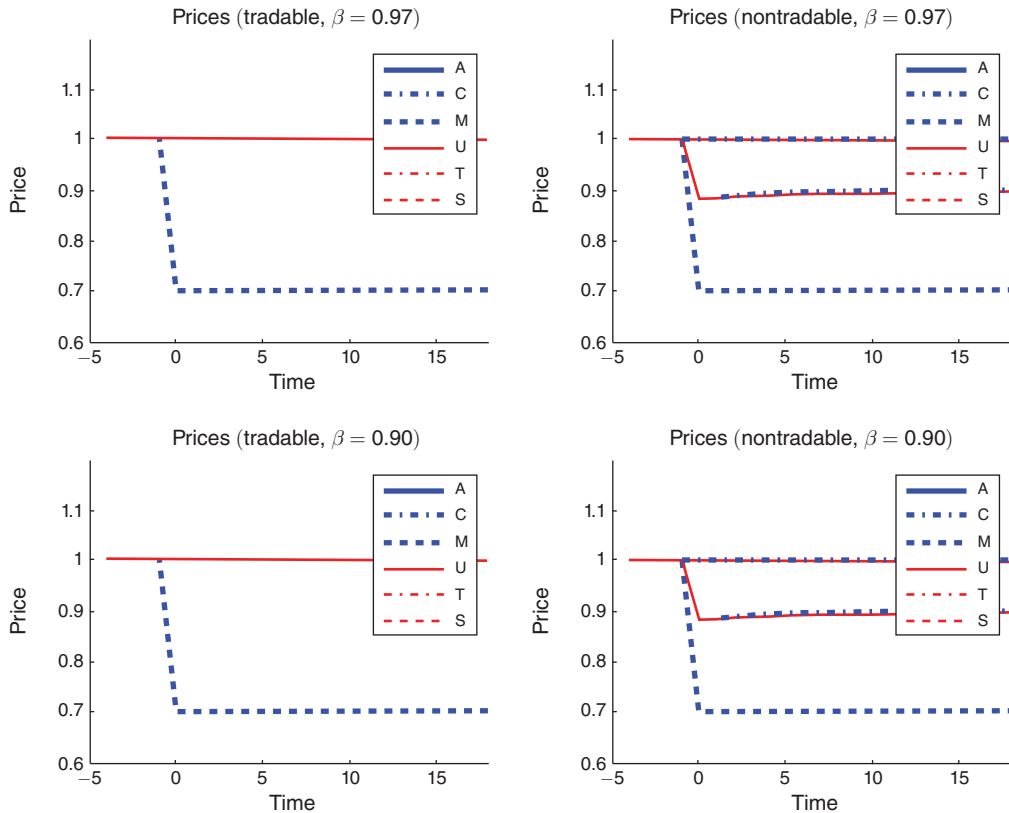 Prices (tradable, β = 0.97)
Price
1.1
1
0.9
0.8
0.7
0.6
−5
0
5
10
15
Time
A
C
M
U
T
S
Prices (nontradable, β = 0.97)
Price
1.1
1
0.9
0.8
0.7
0.6
−5
0
5
10
15
Time
A
C
M
U
T
S
Prices (tradable, β = 0.90)
Price
1.1
1
0.9
0.8
0.7
0.6
−5
0
5
10
15
Time
A
C
M
U
T
S
Prices (nontradable, β = 0.90)
Price
1.1
1
0.9
0.8
0.7
0.6
−5
0
5
10
15
Time
A
C
M
U
T
S